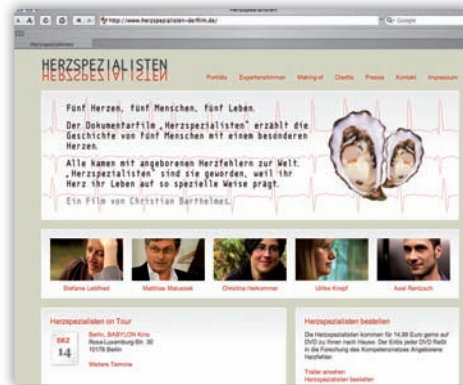 http://www.herzspezialisten-derfilm.de/
Google
Herzspezialisten
HERZSPEZIALISTEN
Porträts Expertenstimmen Making-of Credits Presse Kontakt Impressum
Fünf Herzen, fünf Menschen, fünf Leben.
Der Dokumentarfilm „Herzspezialisten“ erzählt die
Geschichte von fünf Menschen mit einem besonderen
Herzen.
Alle kamen mit angeborenen Herzfehlern zur Welt.
„Herzspezialisten“ sind sie geworden, weil ihr
Herz ihr Leben auf so spezielle Weise prägt.
Ein Film von Christian Barthelmes.
Stefanie Leibfried Matthias Matussek Christina Herkommer Ulrike Knopf Axel Rentzsch
Herzspezialisten on Tour
DEZ
14
Berlin, BABYLON Kino
Rosa-Luxemburg-Str. 30
10178 Berlin
Weitere Termine
Herzspezialisten bestellen
Die Herzspezialisten kommen für 14,99 Euro gerne auf
DVD zu Ihnen nach Hause. Der Erlös jeder DVD fließt
in die Forschung des Kompetenznetzes Angeborene
Herzfehler.
Trailer ansehen
Herzspezialisten bestellen